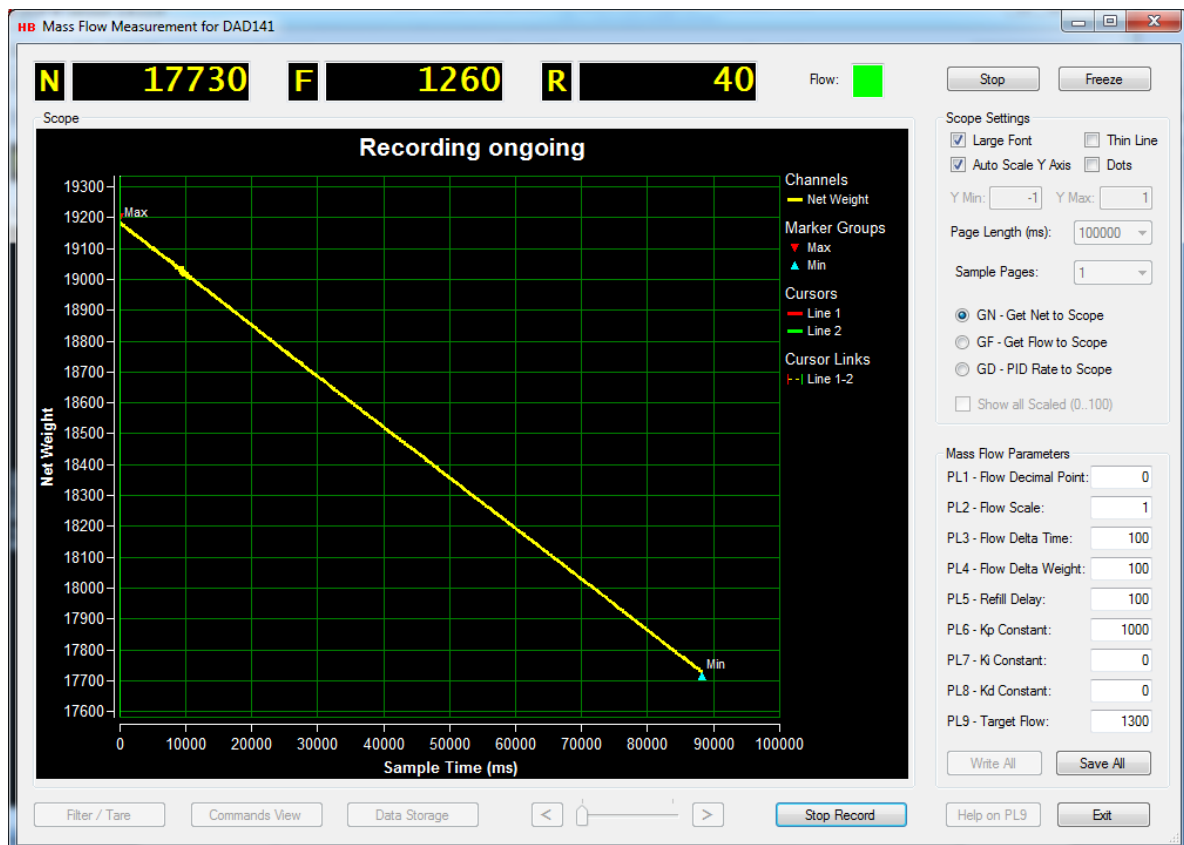 HB Mass Flow Measurement for DAD141
N 17730 F 1260 R 40 Flow: Stop Freeze
Scope
Recording ongoing
19300
19200
19100
19000
18900
18800
18700
18600
18500
18400
18300
18200
18100
18000
17900
17800
17700
17600
Net Weight
Max
Min
0 10000 20000 30000 40000 50000 60000 70000 80000 90000 100000
Sample Time (ms)
Channels
Net Weight
Marker Groups
Max
Min
Cursors
Line 1
Line 2
Cursor Links
Line 1-2
Scope Settings
Large Font Thin Line
Auto Scale Y Axis Dots
Y Min: -1 Y Max: 1
Page Length (ms): 100000
Sample Pages: 1
GN - Get Net to Scope
GF - Get Flow to Scope
GD - PID Rate to Scope
Show all Scaled (0..100)
Mass Flow Parameters
PL1 - Flow Decimal Point: 0
PL2 - Flow Scale: 1
PL3 - Flow Delta Time: 100
PL4 - Flow Delta Weight: 100
PL5 - Refill Delay: 100
PL6 - Kp Constant: 1000
PL7 - Ki Constant: 0
PL8 - Kd Constant: 0
PL9 - Target Flow: 1300
Write All Save All
Filter / Tare Commands View Data Storage < > Stop Record Help on PL9 Exit